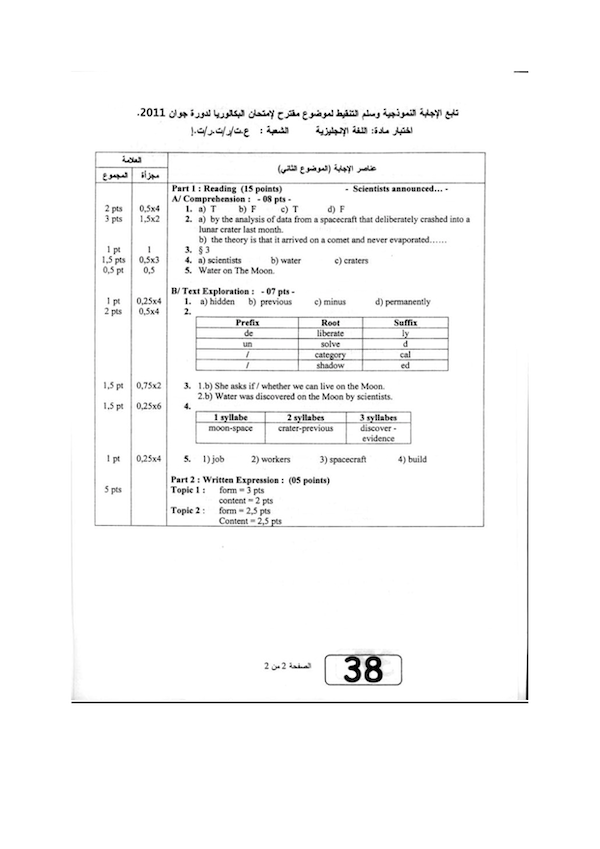 تابع الإجابة النموذجية وسلم التنقيط لموضوع مقترح لإمتحان البكالوريا لدورة جوان 2011.
اختبار مادة: اللغة الإنجليزية الشعبة : ع.ت/ر/ت.ر/ت.إ
العلامة
عناصر الإجابة (الموضوع الثاني)
المجموع مجزأة
Part 1 : Reading (15 points) - Scientists announced... -
A/ Comprehension : - 08 pts -
2 pts 0,5x4 1. a) T b) F c) T d) F
3 pts 1,5x2 2. a) by the analysis of data from a spacecraft that deliberately crashed into a
lunar crater last month.
b) the theory is that it arrived on a comet and never evaporated......
1 pt 1 3. § 3
1,5 pts 0,5x3 4. a) scientists b) water c) craters
0,5 pt 0,5 5. Water on The Moon.
B/ Text Exploration : - 07 pts -
1 pt 0,25x4 1. a) hidden b) previous c) minus d) permanently
2 pts 0,5x4 2.
Prefix Root Suffix
de liberate ly
un solve d
/ category cal
/ shadow ed
1,5 pt 0,75x2 3. 1.b) She asks if / whether we can live on the Moon.
2.b) Water was discovered on the Moon by scientists.
1,5 pt 0,25x6 4.
1 syllabe 2 syllabes 3 syllabes
moon-space crater-previous discover -
evidence
1 pt 0,25x4 5. 1) job 2) workers 3) spacecraft 4) build
Part 2 : Written Expression : (05 points)
5 pts Topic 1 : form = 3 pts
content = 2 pts
Topic 2 : form = 2,5 pts
Content = 2,5 pts
الصفحة 2 من 2
38